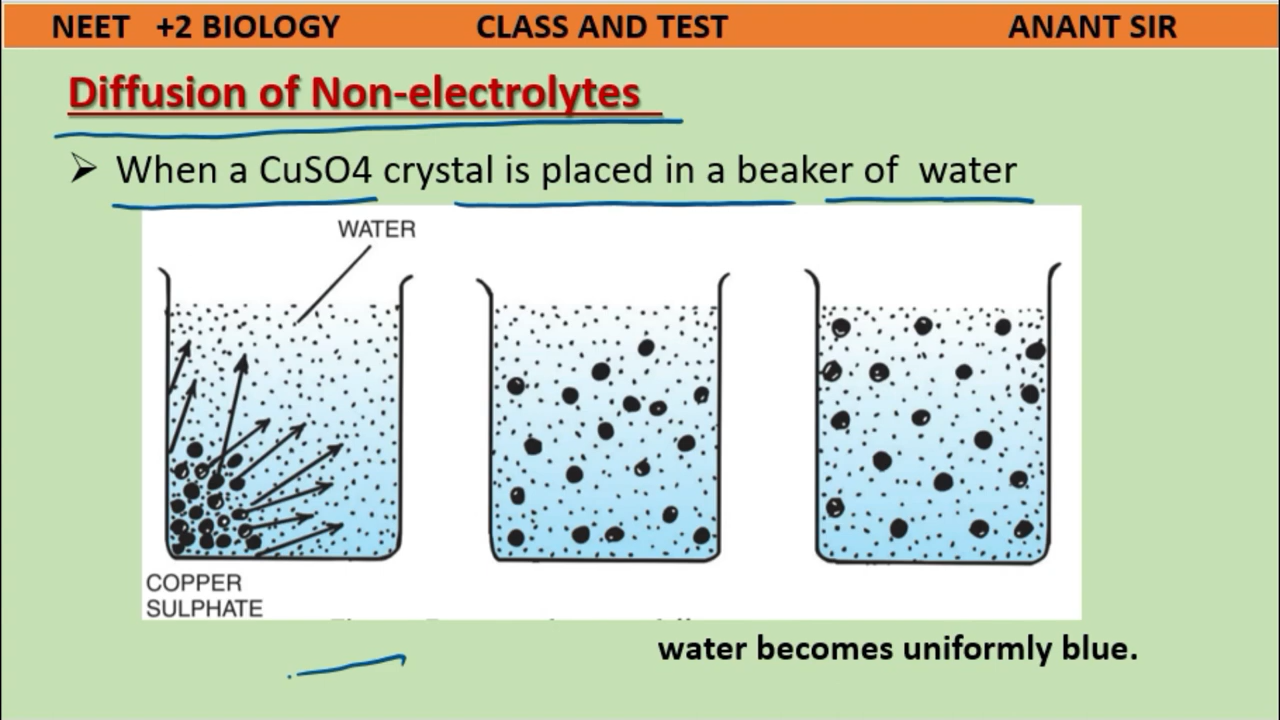 NEET +2 BIOLOGY CLASS AND TEST ANANT SIR
Diffusion of Non-electrolytes
➢ When a CuSO4 crystal is placed in a beaker of water
WATER
COPPER
SULPHATE
water becomes uniformly blue.